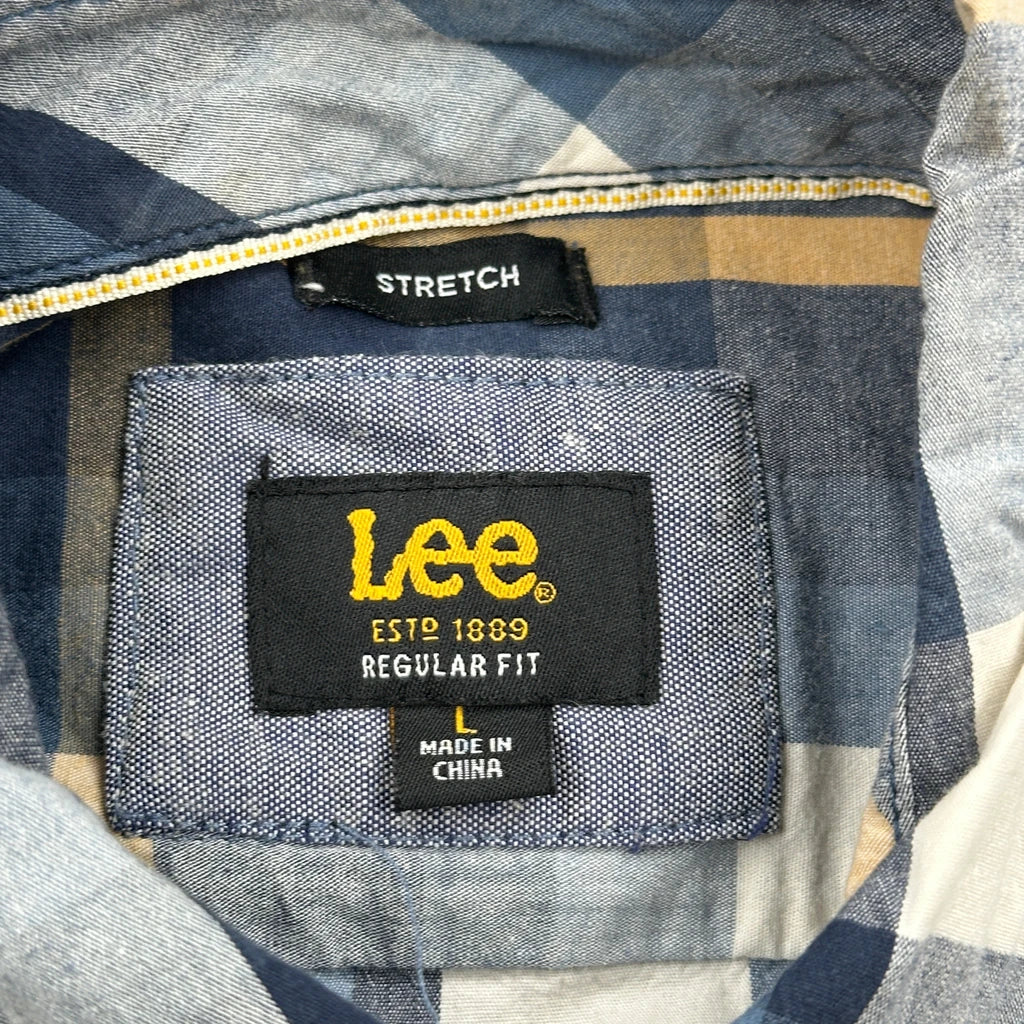 STRETCH
Lee®
ESTD 1889
REGULAR FIT
L
MADE IN
CHINA